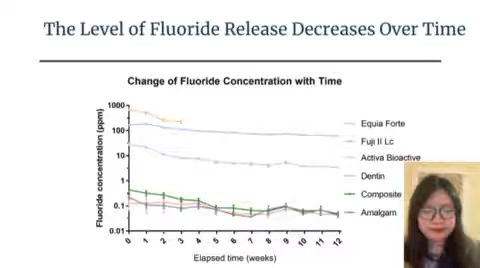 The Level of Fluoride Release Decreases Over Time
Change of Fluoride Concentration with Time
Fluoride concentration (ppm)
1000
100
10
1
0.1
0.01
0 1 2 3 4 5 6 7 8 9 10 11 12
Elapsed time (weeks)
Equia Forte
Fuji II Lc
Activa Bioactive
Dentin
Composite
Amalgam